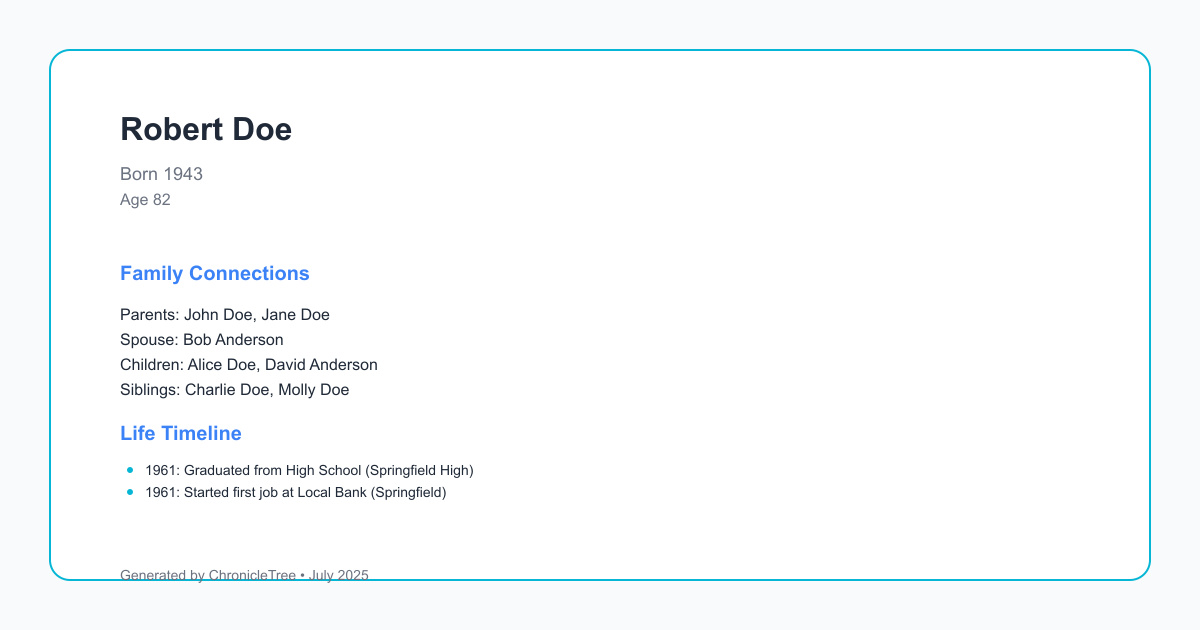 Robert Doe
Born 1943
Age 82
Family Connections
Parents: John Doe, Jane Doe
Spouse: Bob Anderson
Children: Alice Doe, David Anderson
Siblings: Charlie Doe, Molly Doe
Life Timeline
1961: Graduated from High School (Springfield High)
1961: Started first job at Local Bank (Springfield)
Generated by ChronicleTree • July 2025